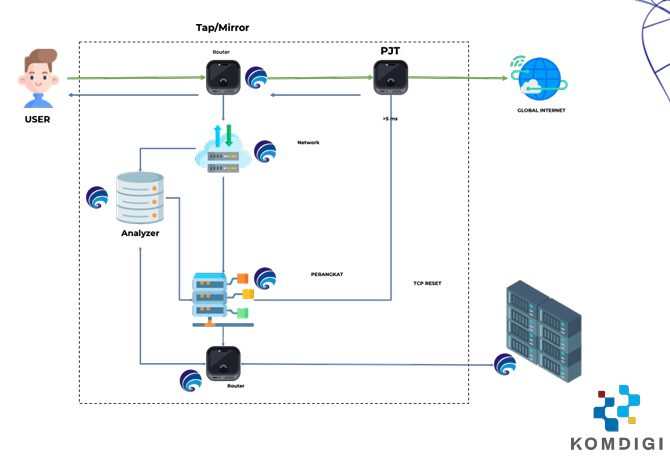 Tap/Mirror
Router
PJT
USER
GLOBAL INTERNET
>5 ms
Network
Analyzer
PERANGKAT
TCP RESET
Router
KOMDIGI